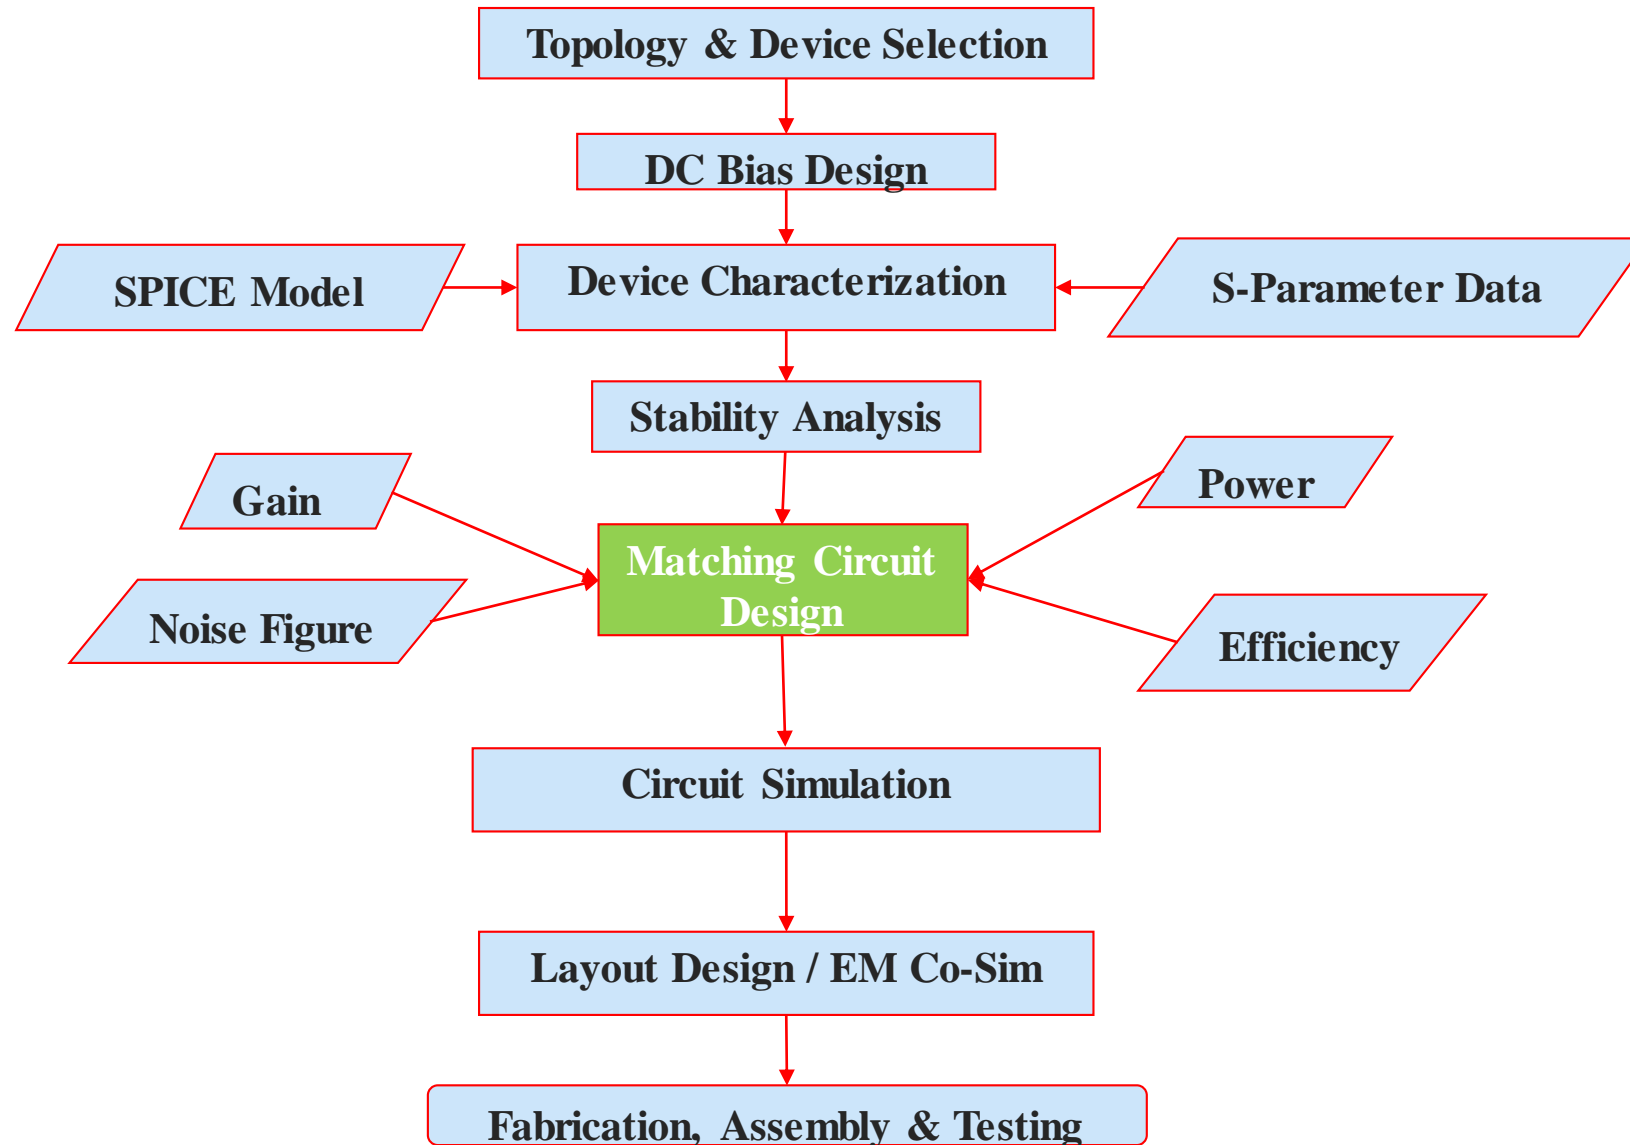 Topology & Device Selection
DC Bias Design
SPICE Model
Device Characterization
S-Parameter Data
Stability Analysis
Gain
Power
Matching Circuit
Design
Noise Figure
Efficiency
Circuit Simulation
Layout Design / EM Co-Sim
Fabrication, Assembly & Testing